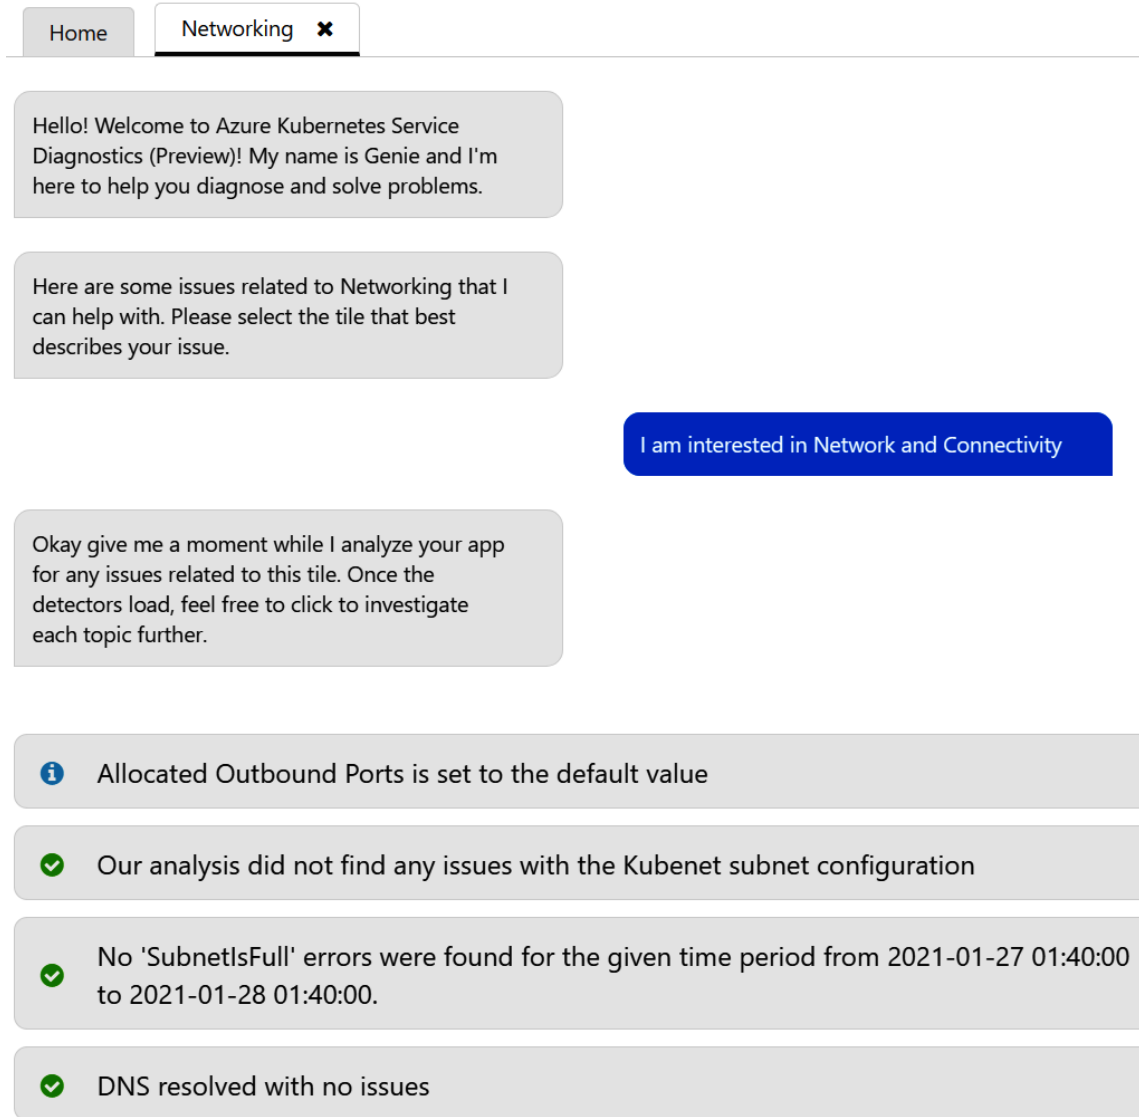 Home
Networking
Hello! Welcome to Azure Kubernetes Service
Diagnostics (Preview)! My name is Genie and I'm
here to help you diagnose and solve problems.
Here are some issues related to Networking that I
can help with. Please select the tile that best
describes your issue.
I am interested in Network and Connectivity
Okay give me a moment while I analyze your app
for any issues related to this tile. Once the
detectors load, feel free to click to investigate
each topic further.
Allocated Outbound Ports is set to the default value
Our analysis did not find any issues with the Kubenet subnet configuration
No 'SubnetIsFull' errors were found for the given time period from 2021-01-27 01:40:00
to 2021-01-28 01:40:00.
DNS resolved with no issues